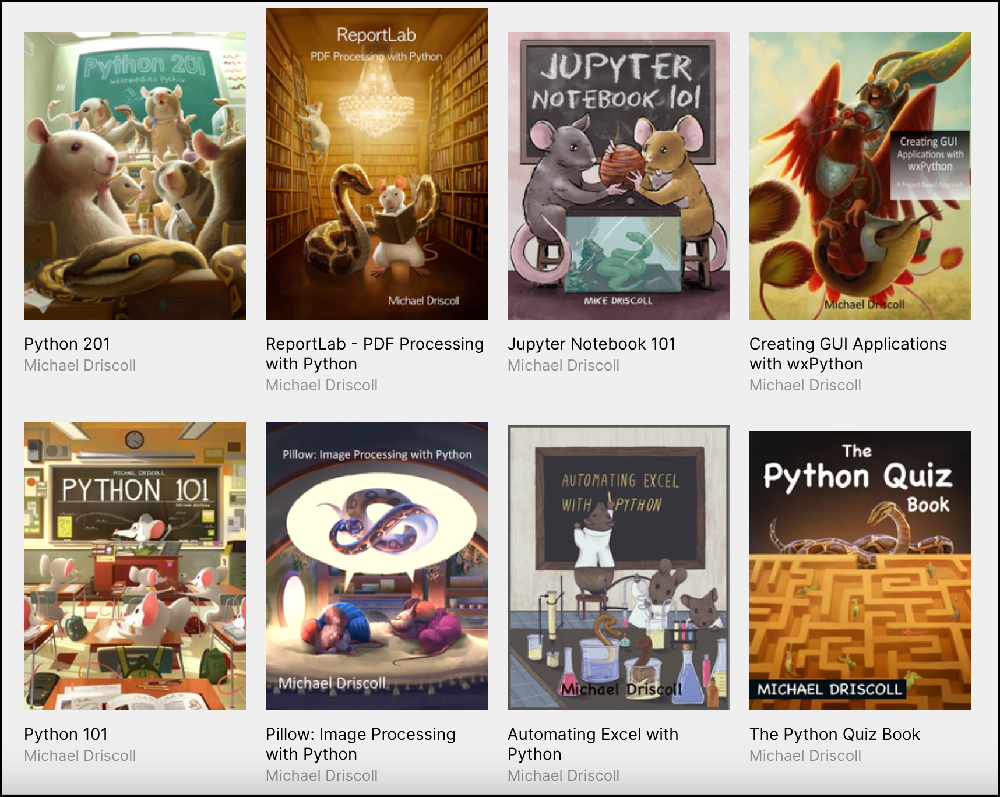 Python 201
Intermediate Python
Python 201
Michael Driscoll
ReportLab
PDF Processing with Python
Michael Driscoll
ReportLab - PDF Processing
with Python
Michael Driscoll
JUPYTER
NOTEBOOK 101
MIKE DRISCOLL
Jupyter Notebook 101
Michael Driscoll
Creating GUI
Applications with
wxPython
A Project-Based Approach
Michael Driscoll
Creating GUI Applications
with wxPython
Michael Driscoll
MICHAEL DRISCOLL
PYTHON 101
SECOND EDITION
Python 101
Michael Driscoll
Pillow: Image Processing with Python
Michael Driscoll
Pillow: Image Processing
with Python
Michael Driscoll
AUTOMATING EXCEL
WITH PYTHON
Michael Driscoll
Automating Excel with
Python
Michael Driscoll
The
Python Quiz
Book
MICHAEL DRISCOLL
The Python Quiz Book
Michael Driscoll